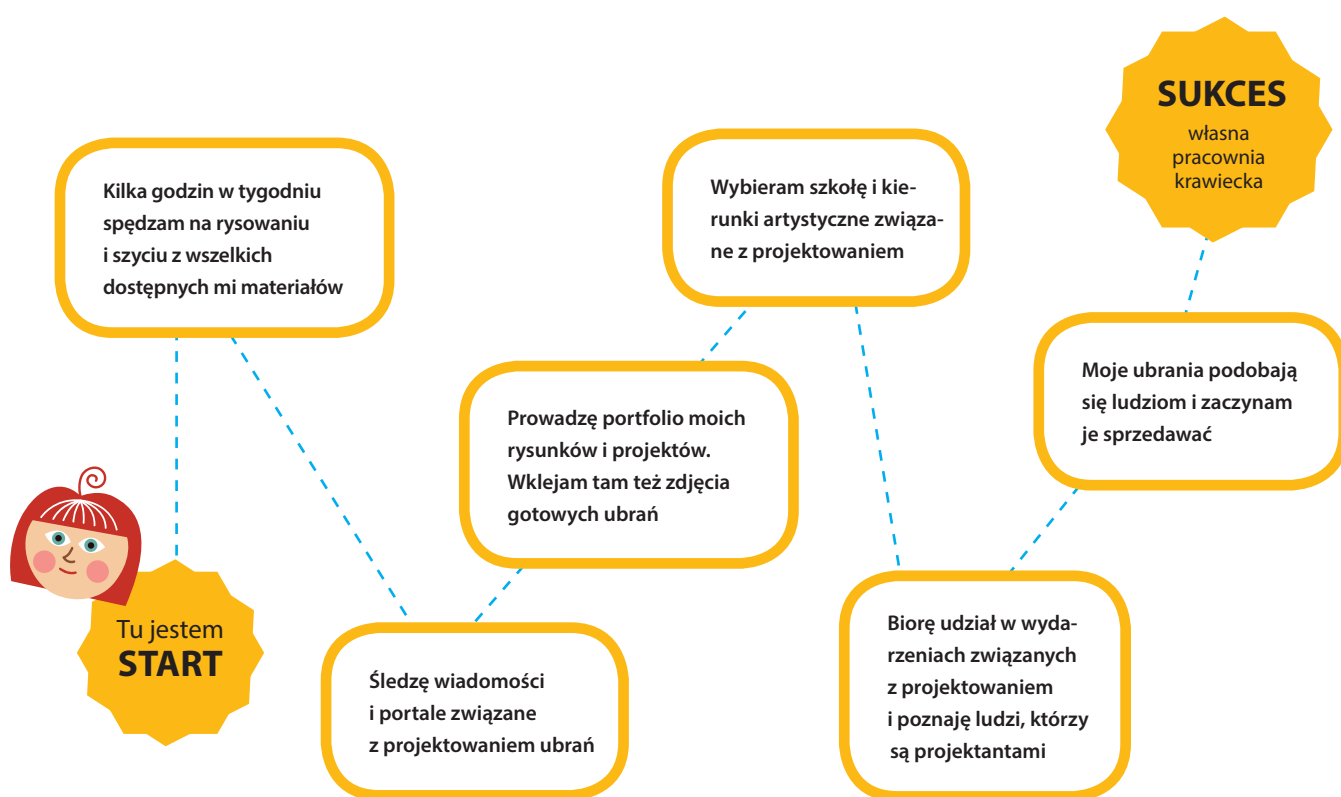 Tu jestem
START
Kilka godzin w tygodniu
spędzam na rysowaniu
i szyciu z wszelkich
dostępnych mi materiałów
Śledzę wiadomości
i portale związane
z projektowaniem ubrań
Prowadzę portfolio moich
rysunków i projektów.
Wklejam tam też zdjęcia
gotowych ubrań
Wybieram szkołę i kie-
runki artystyczne związa-
ne z projektowaniem
Biorę udział w wyda-
rzeniach związanych
z projektowaniem
i poznaję ludzi, którzy
są projektantami
Moje ubrania podobają
się ludziom i zaczynam
je sprzedawać
SUKCES
własna
pracownia
krawiecka